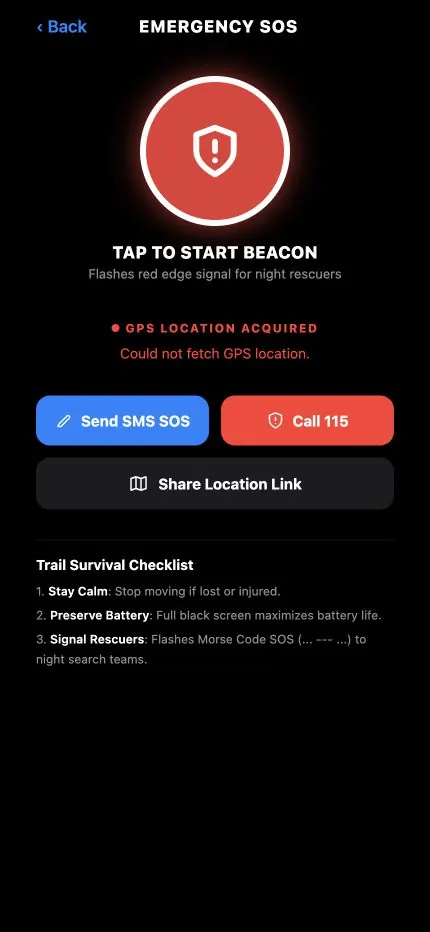 ‹ Back
EMERGENCY SOS
TAP TO START BEACON
Flashes red edge signal for night rescuers
GPS LOCATION ACQUIRED
Could not fetch GPS location.
Send SMS SOS
Call 115
Share Location Link
Trail Survival Checklist
1. Stay Calm: Stop moving if lost or injured.
2. Preserve Battery: Full black screen maximizes battery life.
3. Signal Rescuers: Flashes Morse Code SOS (... --- ...) to
night search teams.